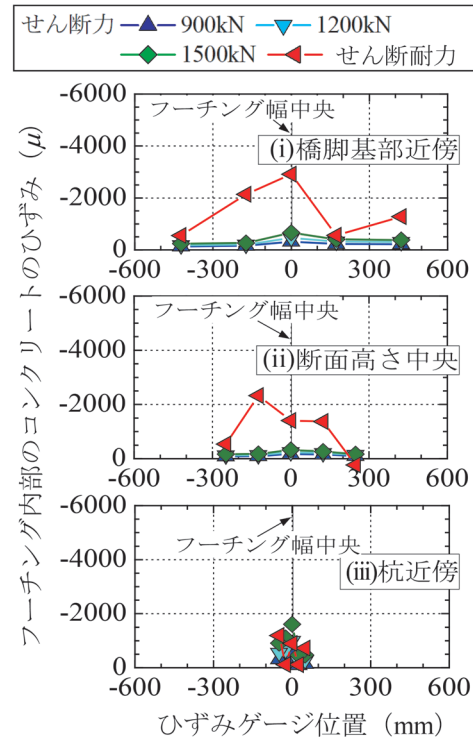 せん断力 900kN 1200kN
1500kN せん断耐力
フーチング内部のコンクリートのひずみ (μ)
-6000
-4000
-2000
0
フーチング幅中央
(i)橋脚基部近傍
-600 -300 0 300 600
-6000
-4000
-2000
0
フーチング幅中央
(ii)断面高さ中央
-600 -300 0 300 600
-6000
-4000
-2000
0
フーチング幅中央
(iii)杭近傍
-600 -300 0 300 600
ひずみゲージ位置 (mm)